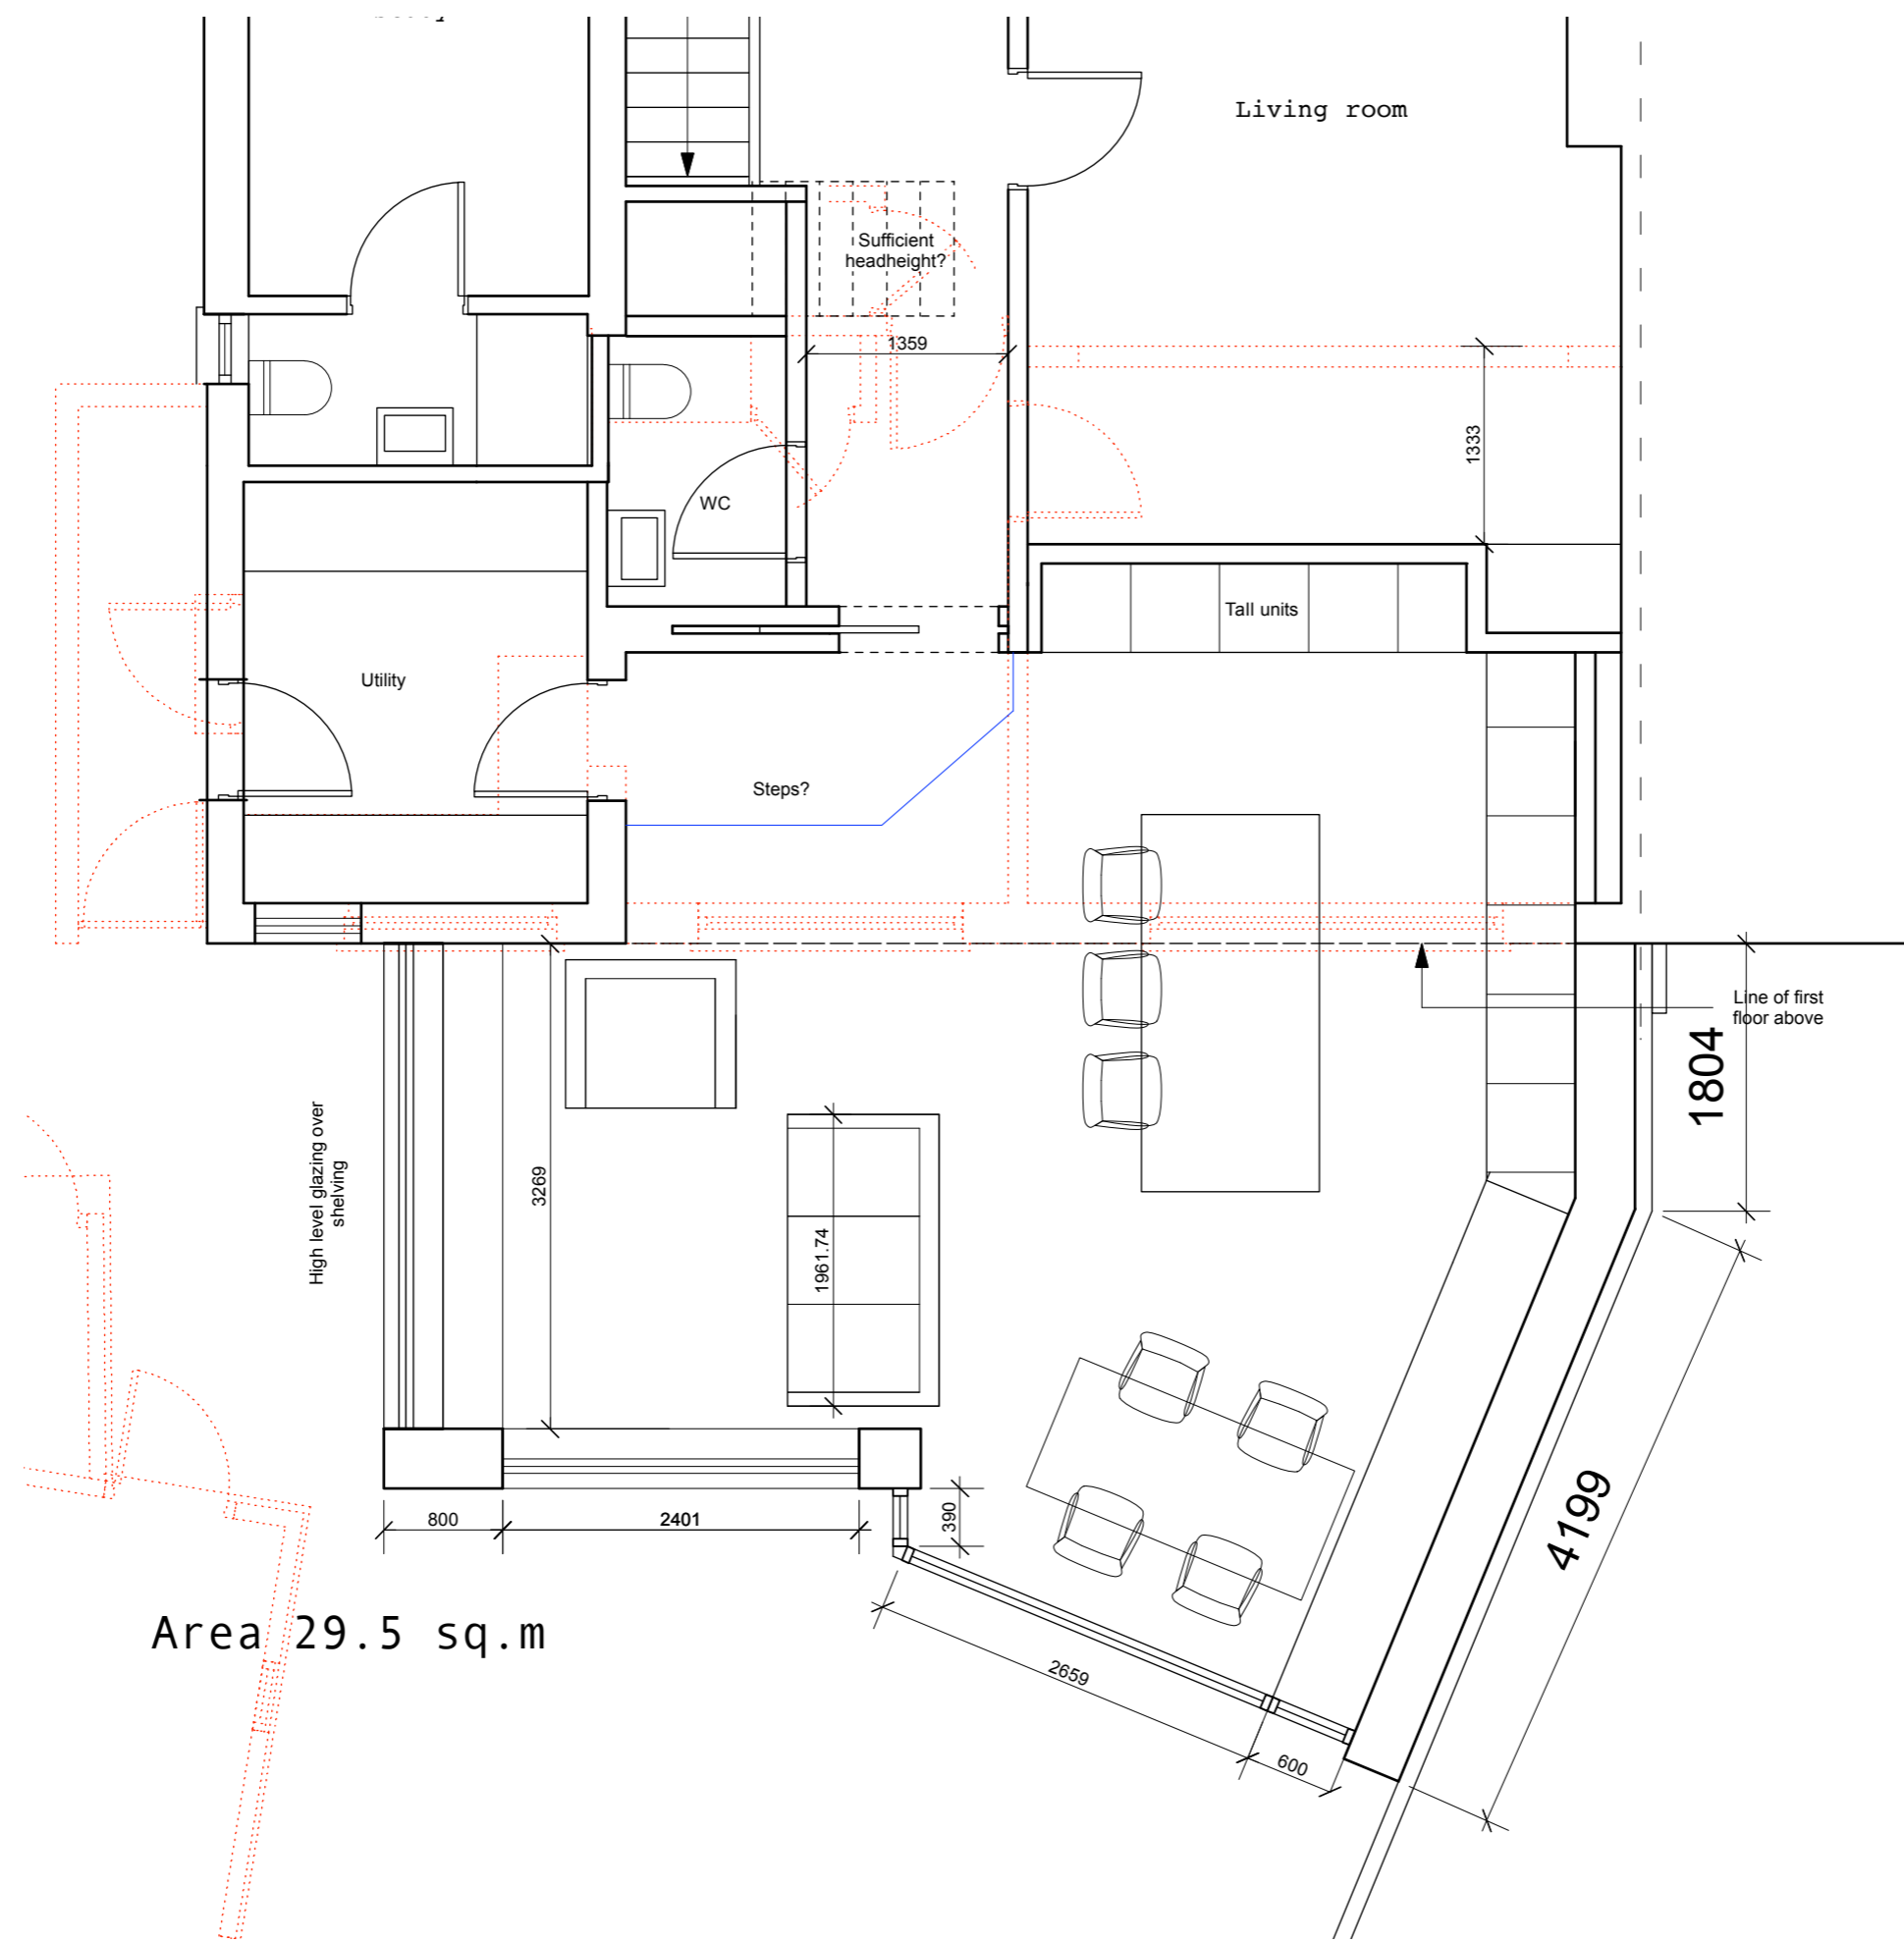 Living room
Sufficient
headheight?
1359
1333
WC
Tall units
Utility
Steps?
Line of first
floor above
1804
High level glazing over
shelving
3269
1961.74
800
2401
390
4199
Area 29.5 sq.m
2659
600